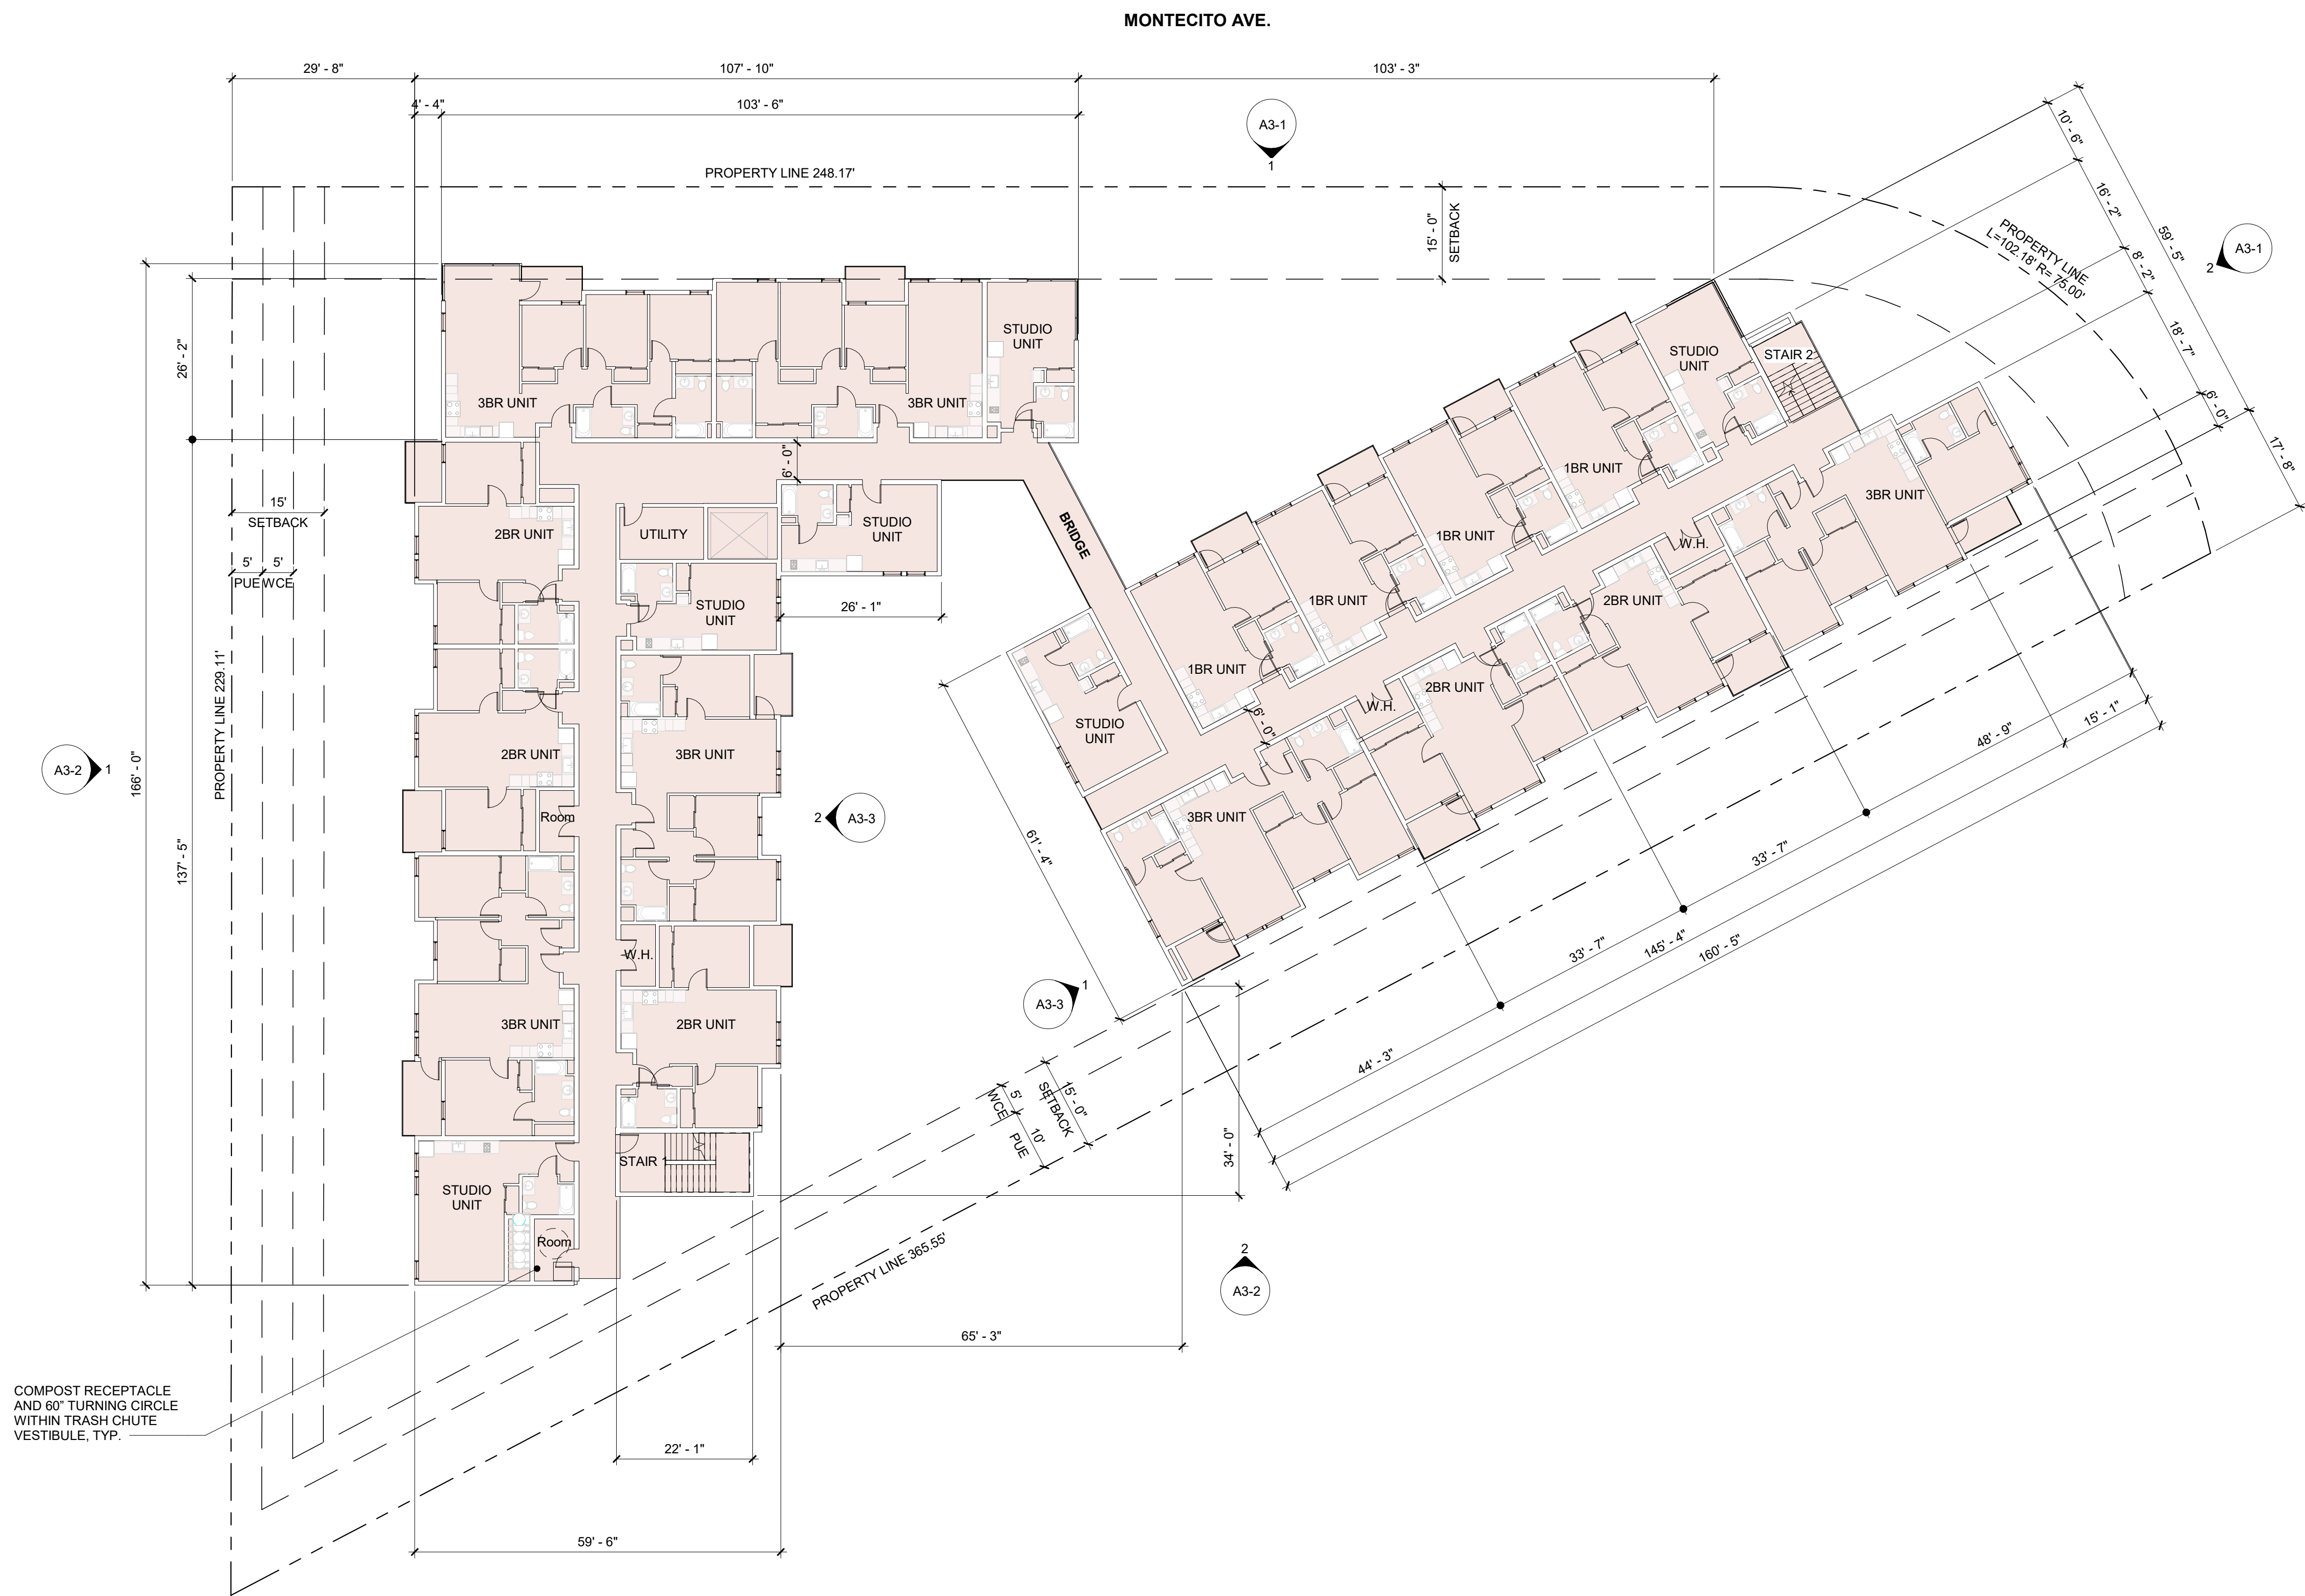 MONTECITO AVE.
29' - 8"
107' - 10"
103' - 3"
4' - 4"
103' - 6"
A3-1
1
10' - 6"
PROPERTY LINE 248.17'
16' - 2"
59' - 5"
15' - 0"
SETBACK
PROPERTY LINE
L=102.18' R= 75.00'
8' - 2"
A3-1
2
18' - 7"
6' - 0"
17' - 8"
26' - 2"
STUDIO
UNIT
STUDIO
UNIT
STAIR 2
3BR UNIT
3BR UNIT
6' - 0"
1BR UNIT
3BR UNIT
15'
SETBACK
2BR UNIT
UTILITY
STUDIO
UNIT
BRIDGE
1BR UNIT
W.H.
5'
5'
PUE
WCE
STUDIO
UNIT
26' - 1"
1BR UNIT
2BR UNIT
PROPERTY LINE 229.11'
1BR UNIT
2BR UNIT
W.H.
6' - 0"
STUDIO
UNIT
2BR UNIT
3BR UNIT
A3-2
1
166' - 0"
137' - 5"
Room
2
A3-3
3BR UNIT
61' - 4"
48' - 9"
15' - 1"
33' - 7"
W.H.
33' - 7"
145' - 4"
160' - 5"
A3-3
1
3BR UNIT
2BR UNIT
44' - 3"
5'
WCE
10'
PUE
15' - 0"
SETBACK
34' - 0"
STAIR 1
STUDIO
UNIT
Room
PROPERTY LINE 365.55'
2
A3-2
65' - 3"
COMPOST RECEPTACLE
AND 60" TURNING CIRCLE
WITHIN TRASH CHUTE
VESTIBULE, TYP.
22' - 1"
59' - 6"